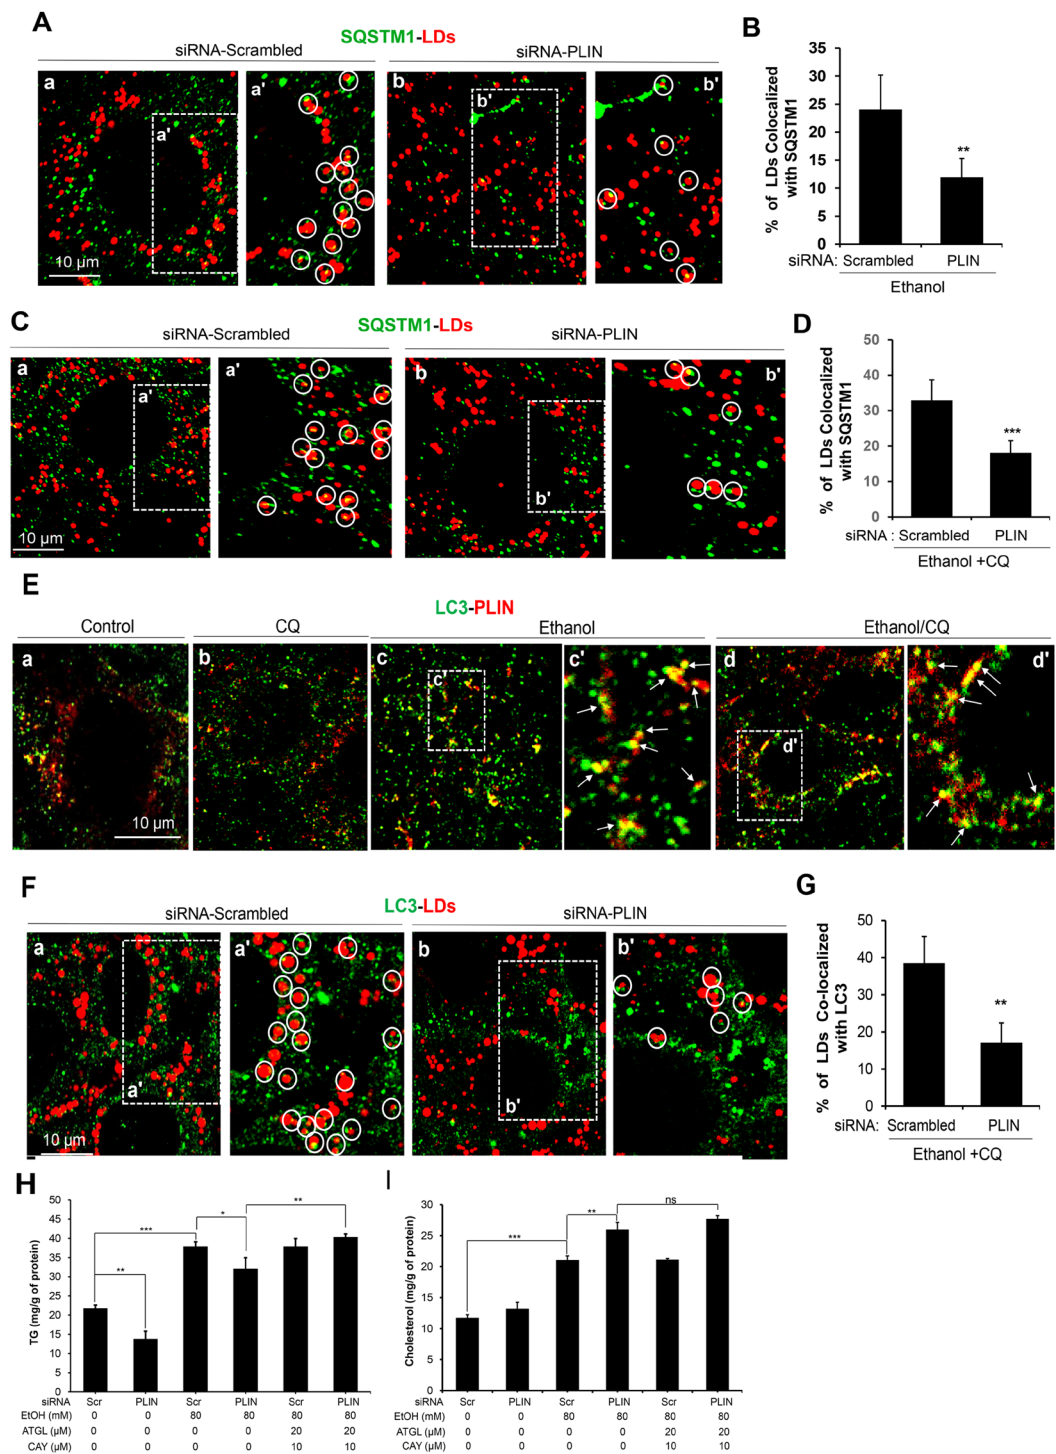 A
SQSTM1-LDs
siRNA-Scrambled
siRNA-PLIN
a
a'
a'
b
b'
b'
10 µm
B
% of LDs Colocalized
with SQSTM1
35
30
25
20
15
10
5
0
**
siRNA: Scrambled PLIN
Ethanol
C
SQSTM1-LDs
siRNA-Scrambled
siRNA-PLIN
a
a'
a'
b
b'
b'
10 µm
D
% of LDs Colocalized
with SQSTM1
50
40
30
20
10
0
***
siRNA : Scrambled PLIN
Ethanol +CQ
E
LC3-PLIN
Control
CQ
Ethanol
Ethanol/CQ
a
b
c
c'
c'
d
d'
d'
10 µm
F
LC3-LDs
siRNA-Scrambled
siRNA-PLIN
a
a'
a'
b
b'
b'
10 µm
G
% of LDs Co-localized
with LC3
50
40
30
20
10
0
**
siRNA: Scrambled PLIN
Ethanol +CQ
H
TG (mg/g of protein)
50
45
40
35
30
25
20
15
10
5
0
**
***
*
**
siRNA Scr PLIN Scr PLIN Scr PLIN
EtOH (mM) 0 0 80 80 80 80
ATGL (µM) 0 0 0 0 20 20
CAY (µM) 0 0 0 0 10 10
I
Cholesterol (mg/g of protein)
30
25
20
15
10
5
0
***
**
ns
siRNA Scr PLIN Scr PLIN Scr PLIN
EtOH (mM) 0 0 80 80 80 80
ATGL (µM) 0 0 0 0 20 20
CAY (µM) 0 0 0 0 10 10